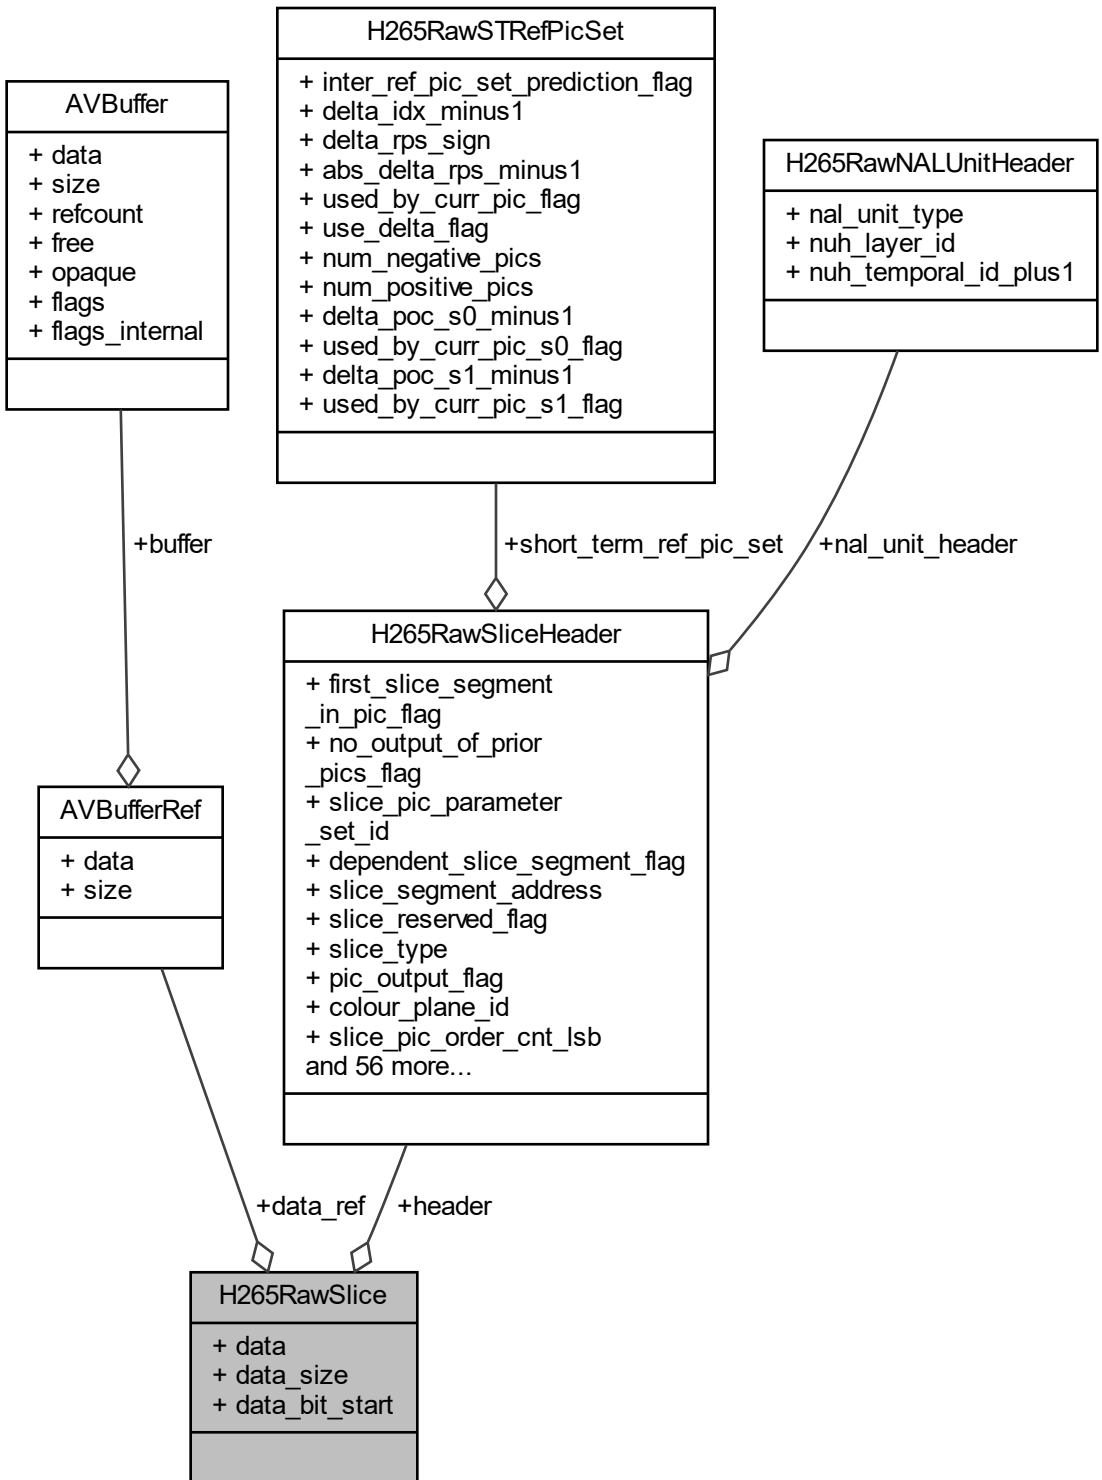 H265RawSTRefPicSet
+ inter_ref_pic_set_prediction_flag
+ delta_idx_minus1
+ delta_rps_sign
+ abs_delta_rps_minus1
+ used_by_curr_pic_flag
+ use_delta_flag
+ num_negative_pics
+ num_positive_pics
+ delta_poc_s0_minus1
+ used_by_curr_pic_s0_flag
+ delta_poc_s1_minus1
+ used_by_curr_pic_s1_flag
AVBuffer
+ data
+ size
+ refcount
+ free
+ opaque
+ flags
+ flags_internal
H265RawNALUnitHeader
+ nal_unit_type
+ nuh_layer_id
+ nuh_temporal_id_plus1
+buffer
+short_term_ref_pic_set
+nal_unit_header
H265RawSliceHeader
+ first_slice_segment
_in_pic_flag
+ no_output_of_prior
_pics_flag
+ slice_pic_parameter
_set_id
+ dependent_slice_segment_flag
+ slice_segment_address
+ slice_reserved_flag
+ slice_type
+ pic_output_flag
+ colour_plane_id
+ slice_pic_order_cnt_lsb
and 56 more...
AVBufferRef
+ data
+ size
+data_ref
+header
H265RawSlice
+ data
+ data_size
+ data_bit_start